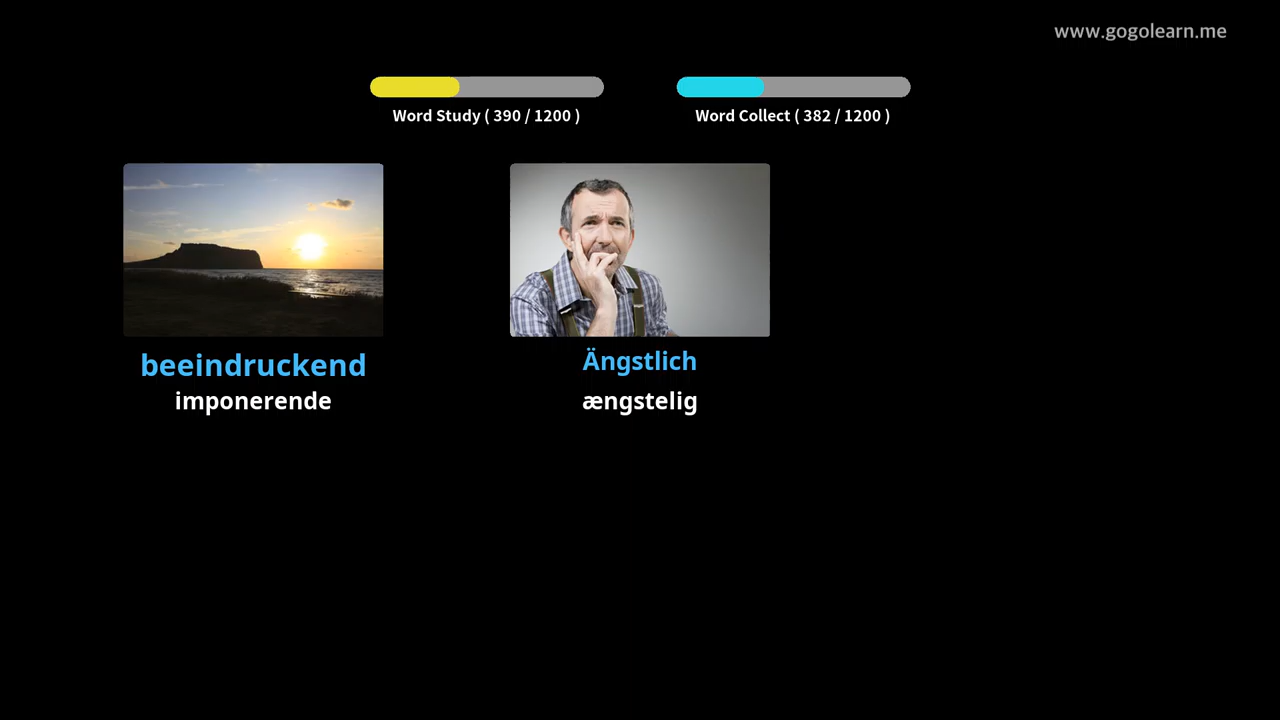 www.gogolearn.me
Word Study ( 390 / 1200 )
Word Collect ( 382 / 1200 )
beeindruckend
imponerende
Ängstlich
ængstelig